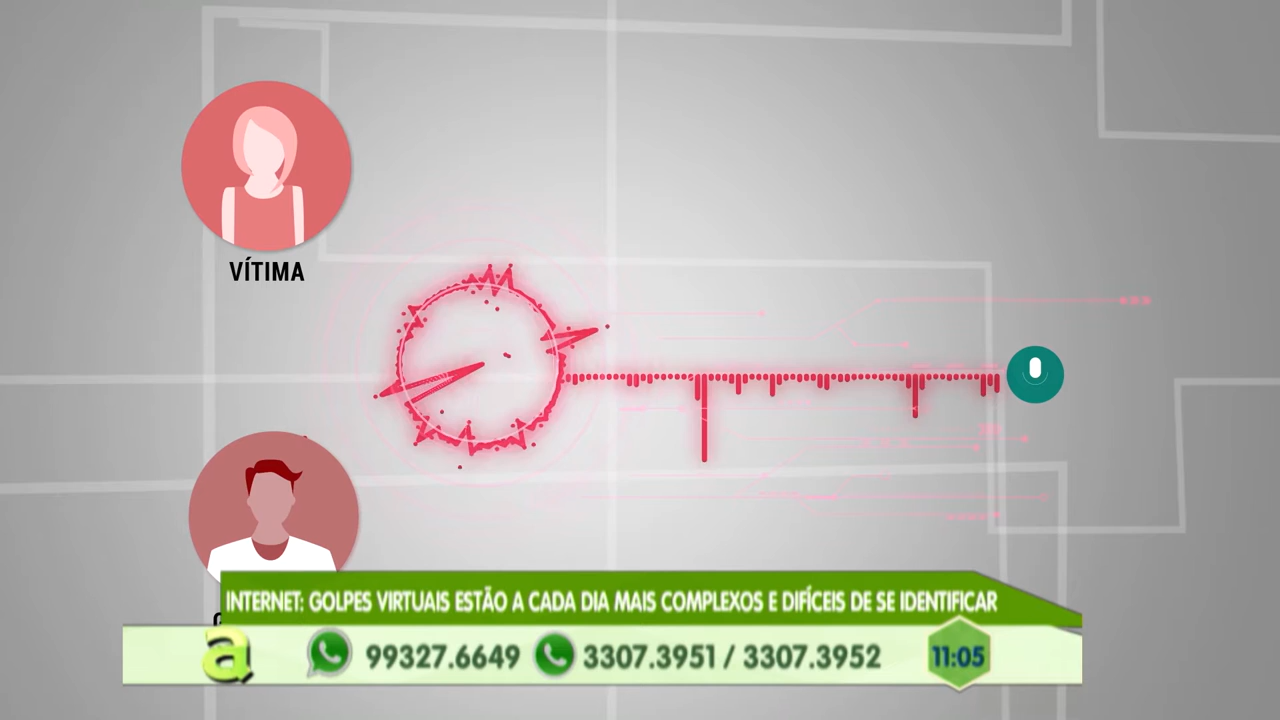 VÍTIMA
INTERNET: GOLPES VIRTUAIS ESTÃO A CADA DIA MAIS COMPLEXOS E DIFÍCEIS DE SE IDENTIFICAR
a 99327.6649 3307.3951 / 3307.3952 11:05